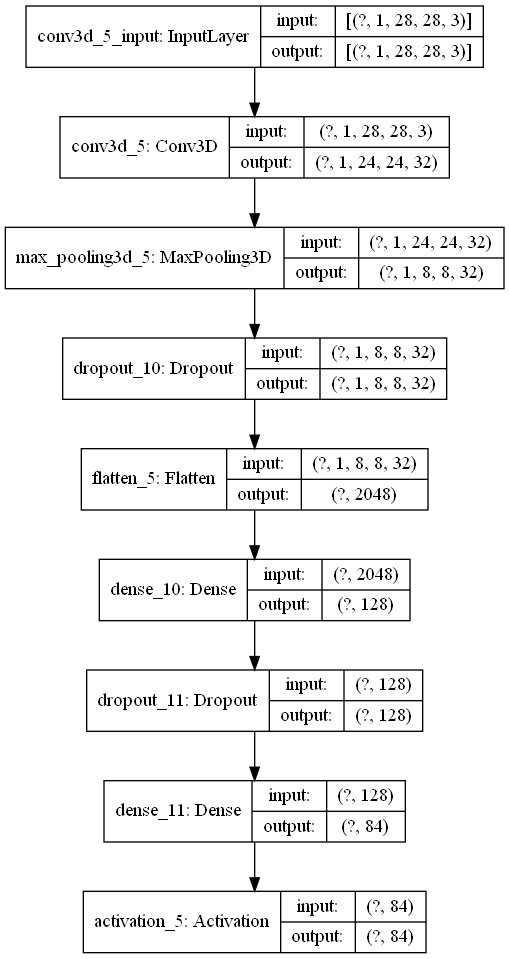 conv3d_5_input: InputLayer
input: [(?, 1, 28, 28, 3)]
output: [(?, 1, 28, 28, 3)]
conv3d_5: Conv3D
input: (?, 1, 28, 28, 3)
output: (?, 1, 24, 24, 32)
max_pooling3d_5: MaxPooling3D
input: (?, 1, 24, 24, 32)
output: (?, 1, 8, 8, 32)
dropout_10: Dropout
input: (?, 1, 8, 8, 32)
output: (?, 1, 8, 8, 32)
flatten_5: Flatten
input: (?, 1, 8, 8, 32)
output: (?, 2048)
dense_10: Dense
input: (?, 2048)
output: (?, 128)
dropout_11: Dropout
input: (?, 128)
output: (?, 128)
dense_11: Dense
input: (?, 128)
output: (?, 84)
activation_5: Activation
input: (?, 84)
output: (?, 84)